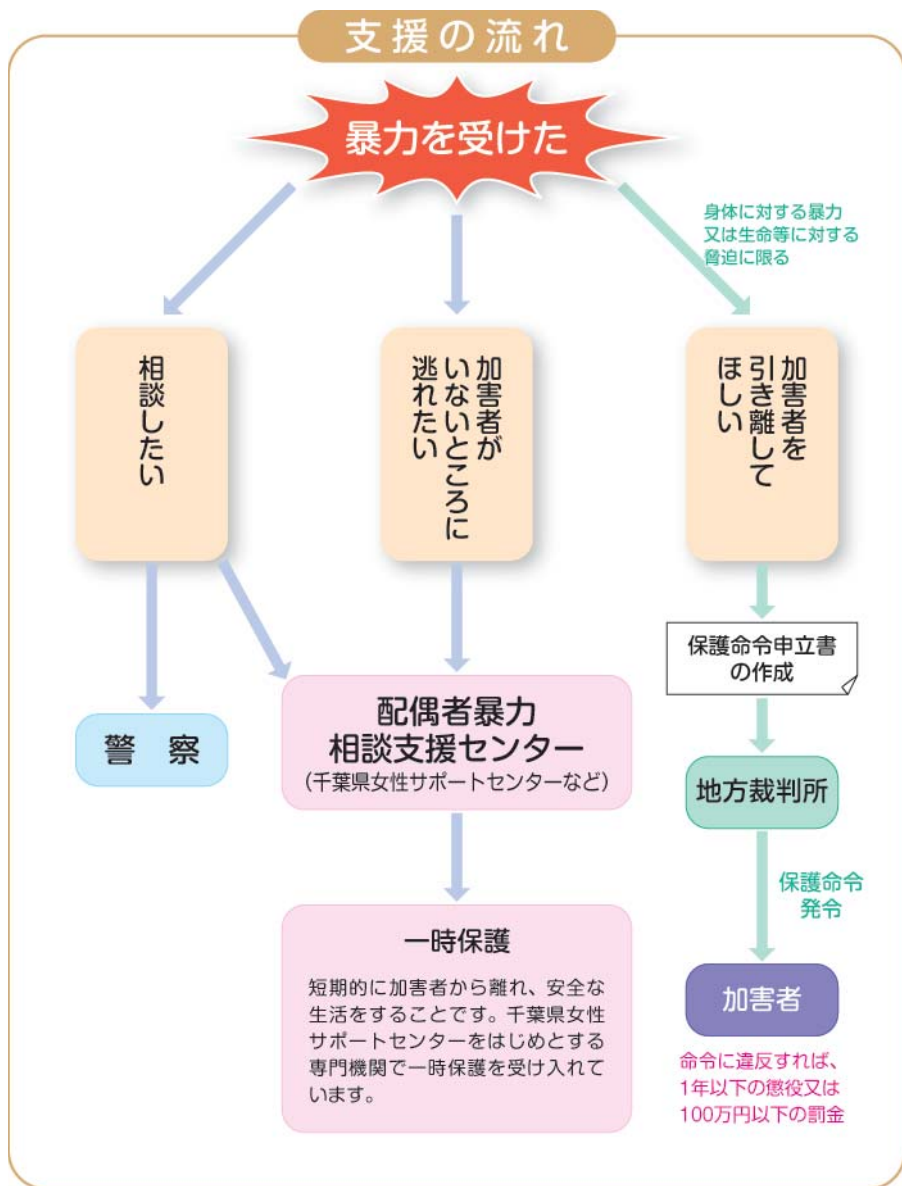 支援の流れ
暴力を受けた
身体に対する暴力
又は生命等に対する
脅迫に限る
相談したい
加害者が
いないところに
逃れたい
加害者を
引き離して
ほしい
保護命令申立書
の作成
警察
配偶者暴力
相談支援センター
(千葉県女性サポートセンターなど)
地方裁判所
保護命令
発令
一時保護
短期的に加害者から離れ、安全な
生活をすることです。千葉県女性
サポートセンターをはじめとする
専門機関で一時保護を受け入れて
います。
加害者
命令に違反すれば、
1年以下の懲役又は
100万円以下の罰金